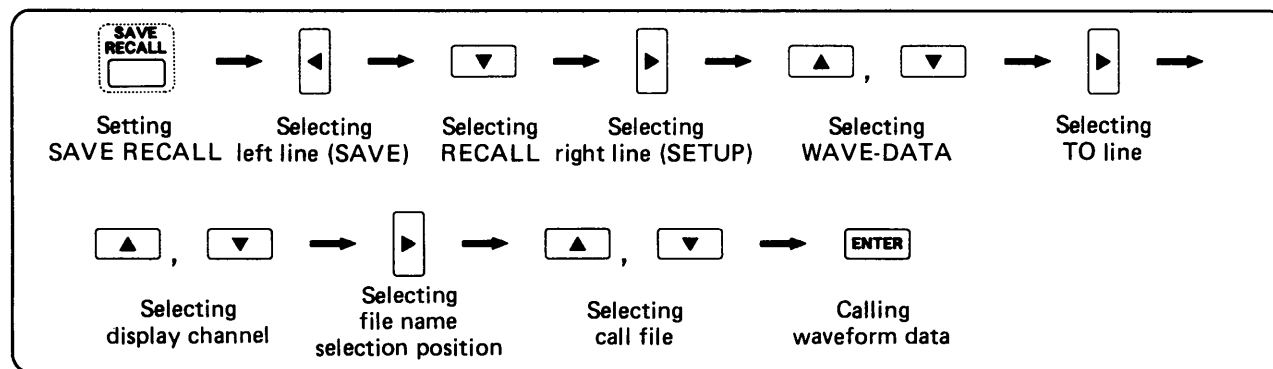 SAVE
RECALL
Setting
SAVE RECALL
Selecting
left line (SAVE)
Selecting
RECALL
Selecting
right line (SETUP)
,
Selecting
WAVE-DATA
Selecting
TO line
,
Selecting
display channel
Selecting
file name
selection position
,
Selecting
call file
ENTER
Calling
waveform data